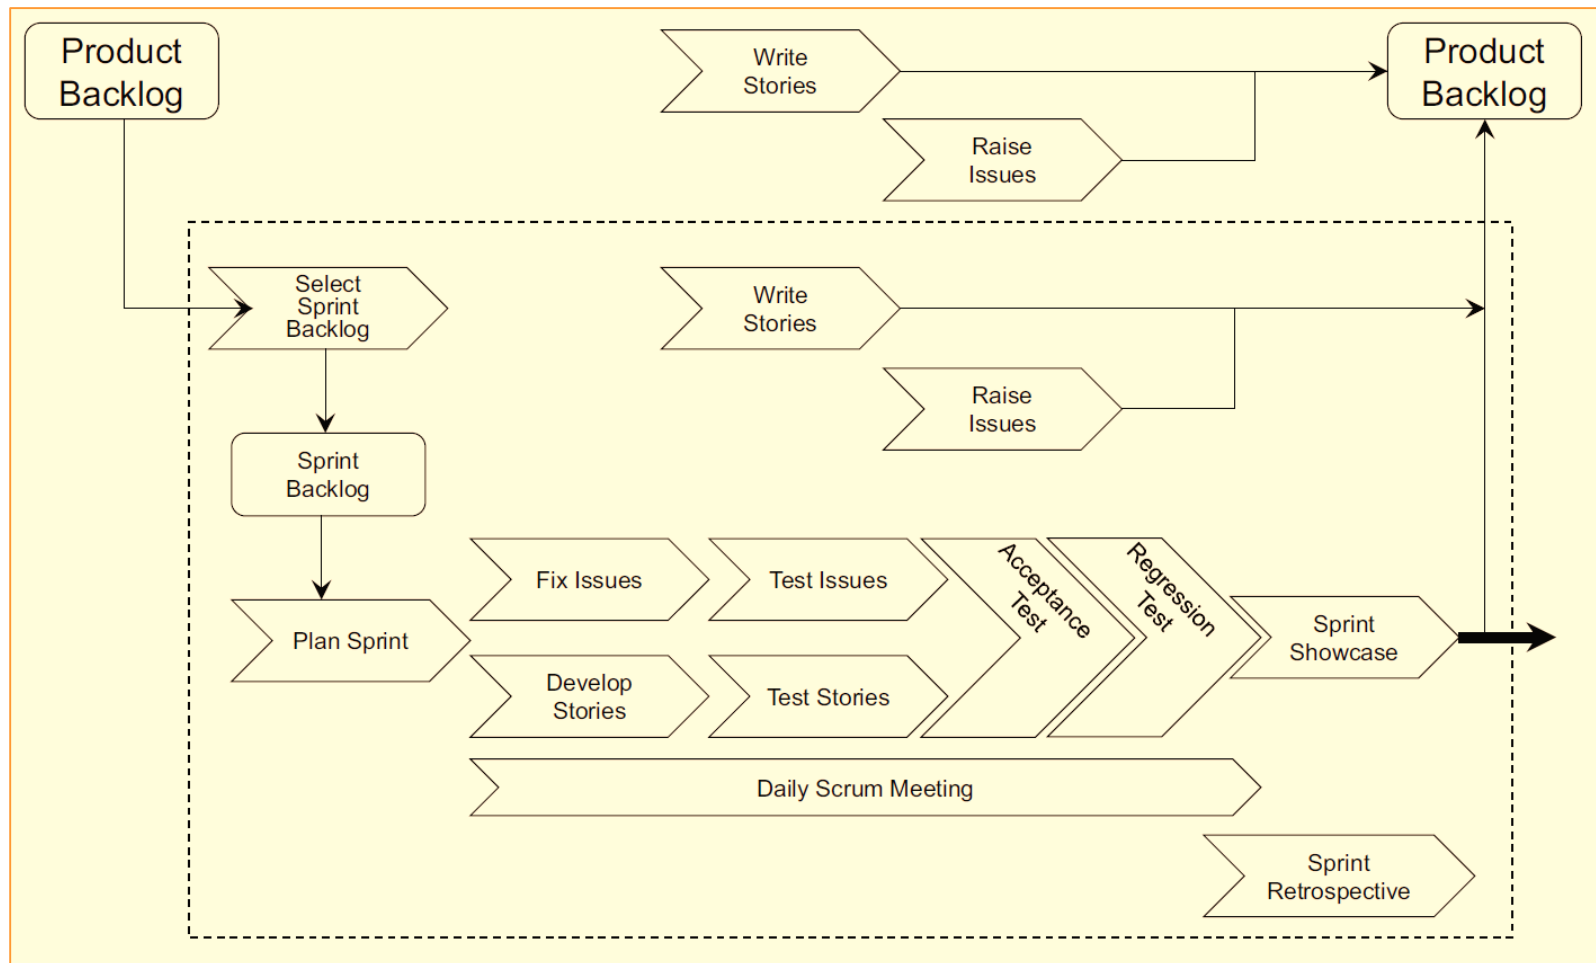 Product
Backlog
Write
Stories
Product
Backlog
Raise
Issues
Select
Sprint
Backlog
Write
Stories
Raise
Issues
Sprint
Backlog
Fix Issues
Test Issues
Acceptance
Test
Regression
Test
Plan Sprint
Sprint
Showcase
Develop
Stories
Test Stories
Daily Scrum Meeting
Sprint
Retrospective